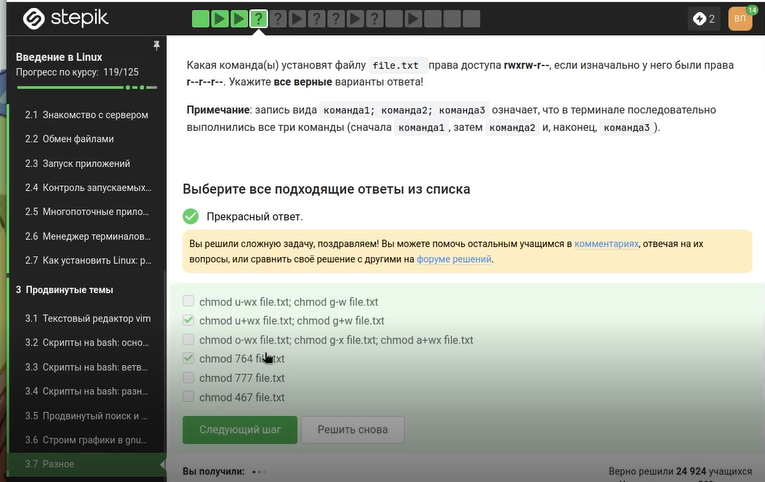 stepik
2
ВП
14
Введение в Linux
Прогресс по курсу: 119/125
2.1 Знакомство с сервером
2.2 Обмен файлами
2.3 Запуск приложений
2.4 Контроль запускаемых...
2.5 Многопоточные прило...
2.6 Менеджер терминалов...
2.7 Как установить Linux: р...
3 Продвинутые темы
3.1 Текстовый редактор vim
3.2 Скрипты на bash: осно...
3.3 Скрипты на bash: ветв...
3.4 Скрипты на bash: разн...
3.5 Продвинутый поиск и ...
3.6 Строим графики в gnu...
3.7 Разное
Какая команда(ы) установят файлу file.txt права доступа rwxrw-r--, если изначально у него были права
r--r--r--. Укажите все верные варианты ответа!
Примечание: запись вида команда1; команда2; команда3 означает, что в терминале последовательно
выполнились все три команды (сначала команда1, затем команда2 и, наконец, команда3).
Выберите все подходящие ответы из списка
Прекрасный ответ.
Вы решили сложную задачу, поздравляем! Вы можете помочь остальным учащимся в комментариях, отвечая на их
вопросы, или сравнить своё решение с другими на форуме решений.
chmod u-wx file.txt; chmod g-w file.txt
chmod u+wx file.txt; chmod g+w file.txt
chmod o-wx file.txt; chmod g-x file.txt; chmod a+wx file.txt
chmod 764 file.txt
chmod 777 file.txt
chmod 467 file.txt
Следующий шаг
Решить снова
Вы получили:
Верно решили 24 924 учащихся